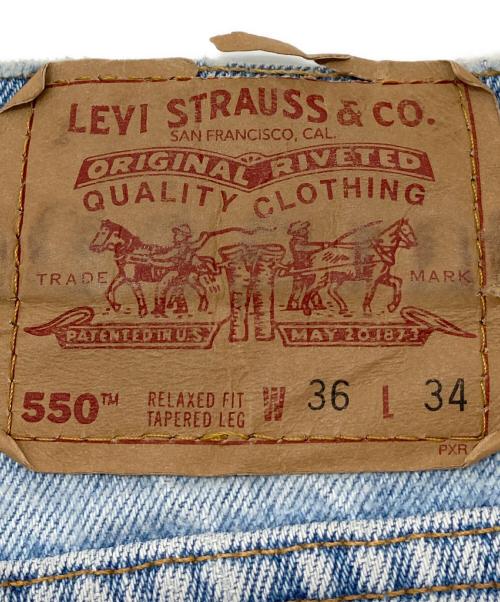 LEVI STRAUSS & CO.
SAN FRANCISCO, CAL.
ORIGINAL RIVETED
QUALITY CLOTHING
TRADE MARK
PATENTED IN U.S. MAY 20 1873
550™ RELAXED FIT W 36 L 34
TAPERED LEG
PXR